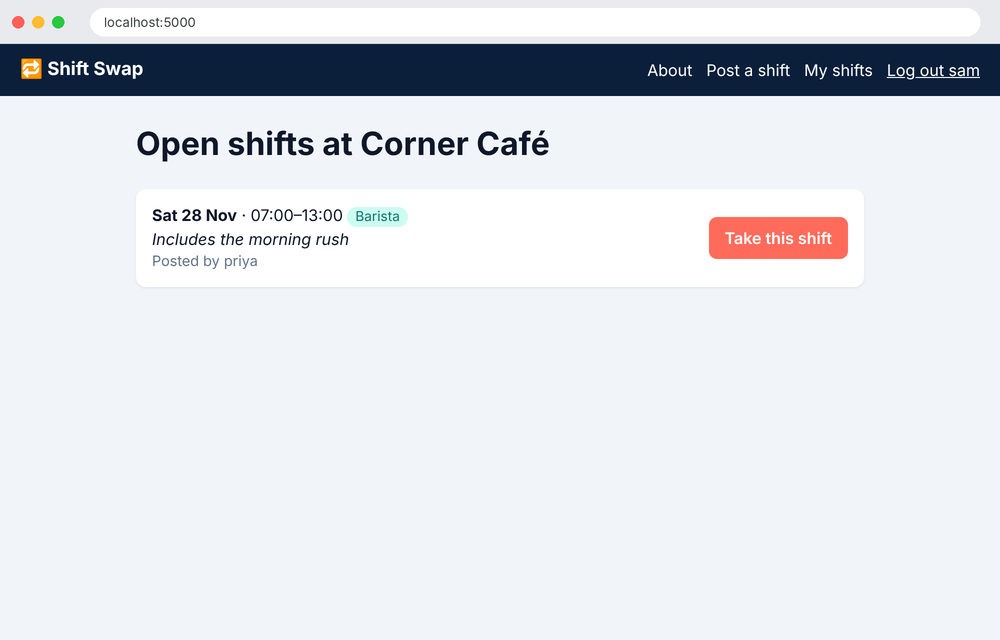 localhost:5000
🔁 Shift Swap
About Post a shift My shifts Log out sam
Open shifts at Corner Café
Sat 28 Nov · 07:00–13:00 Barista
Includes the morning rush
Posted by priya
Take this shift